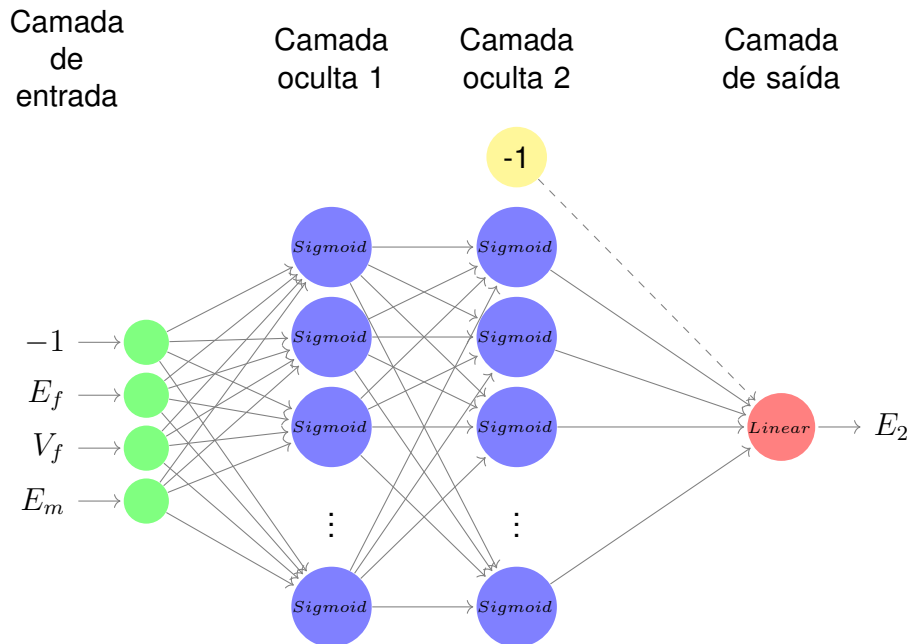 Camada
de
entrada
Camada
oculta 1
Camada
oculta 2
Camada
de saída
-1
Sigmoid
Sigmoid
−1
Sigmoid
Sigmoid
E_f
V_f
Sigmoid
Sigmoid
Linear
E_2
E_m
⋮
⋮
Sigmoid
Sigmoid